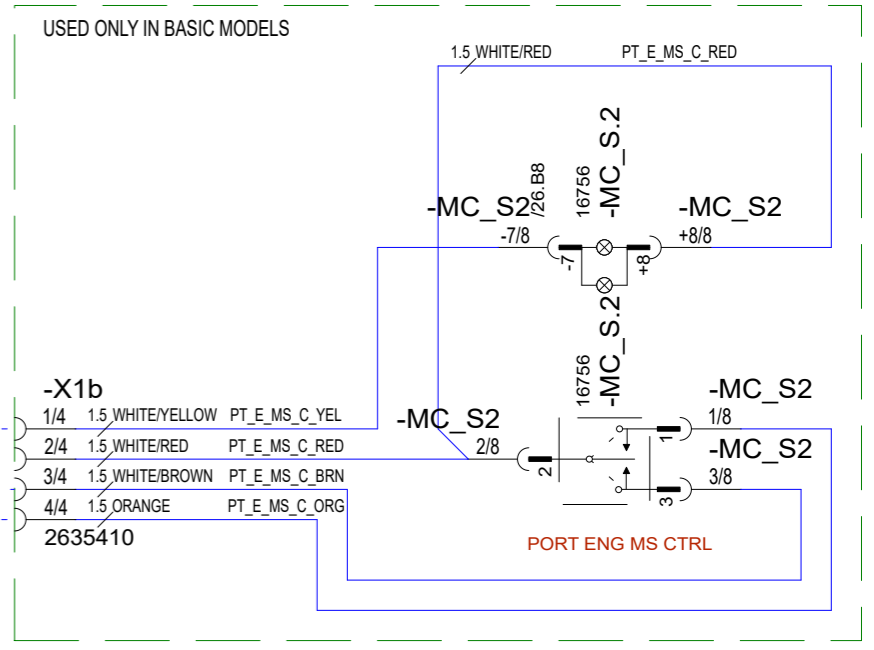 USED ONLY IN BASIC MODELS
1.5 WHITE/RED PT_E_MS_C_RED
-MC_S2
/26.B8
16756
-MC_S.2
-MC_S2
-7/8
+8/8
-7
+8
16756
-MC_S.2
-X1b
1/4 1.5 WHITE/YELLOW PT_E_MS_C_YEL
2/4 1.5 WHITE/RED PT_E_MS_C_RED
3/4 1.5 WHITE/BROWN PT_E_MS_C_BRN
4/4 1.5 ORANGE PT_E_MS_C_ORG
2635410
-MC_S2
2/8
2
-MC_S2
1/8
1
-MC_S2
3/8
3
PORT ENG MS CTRL